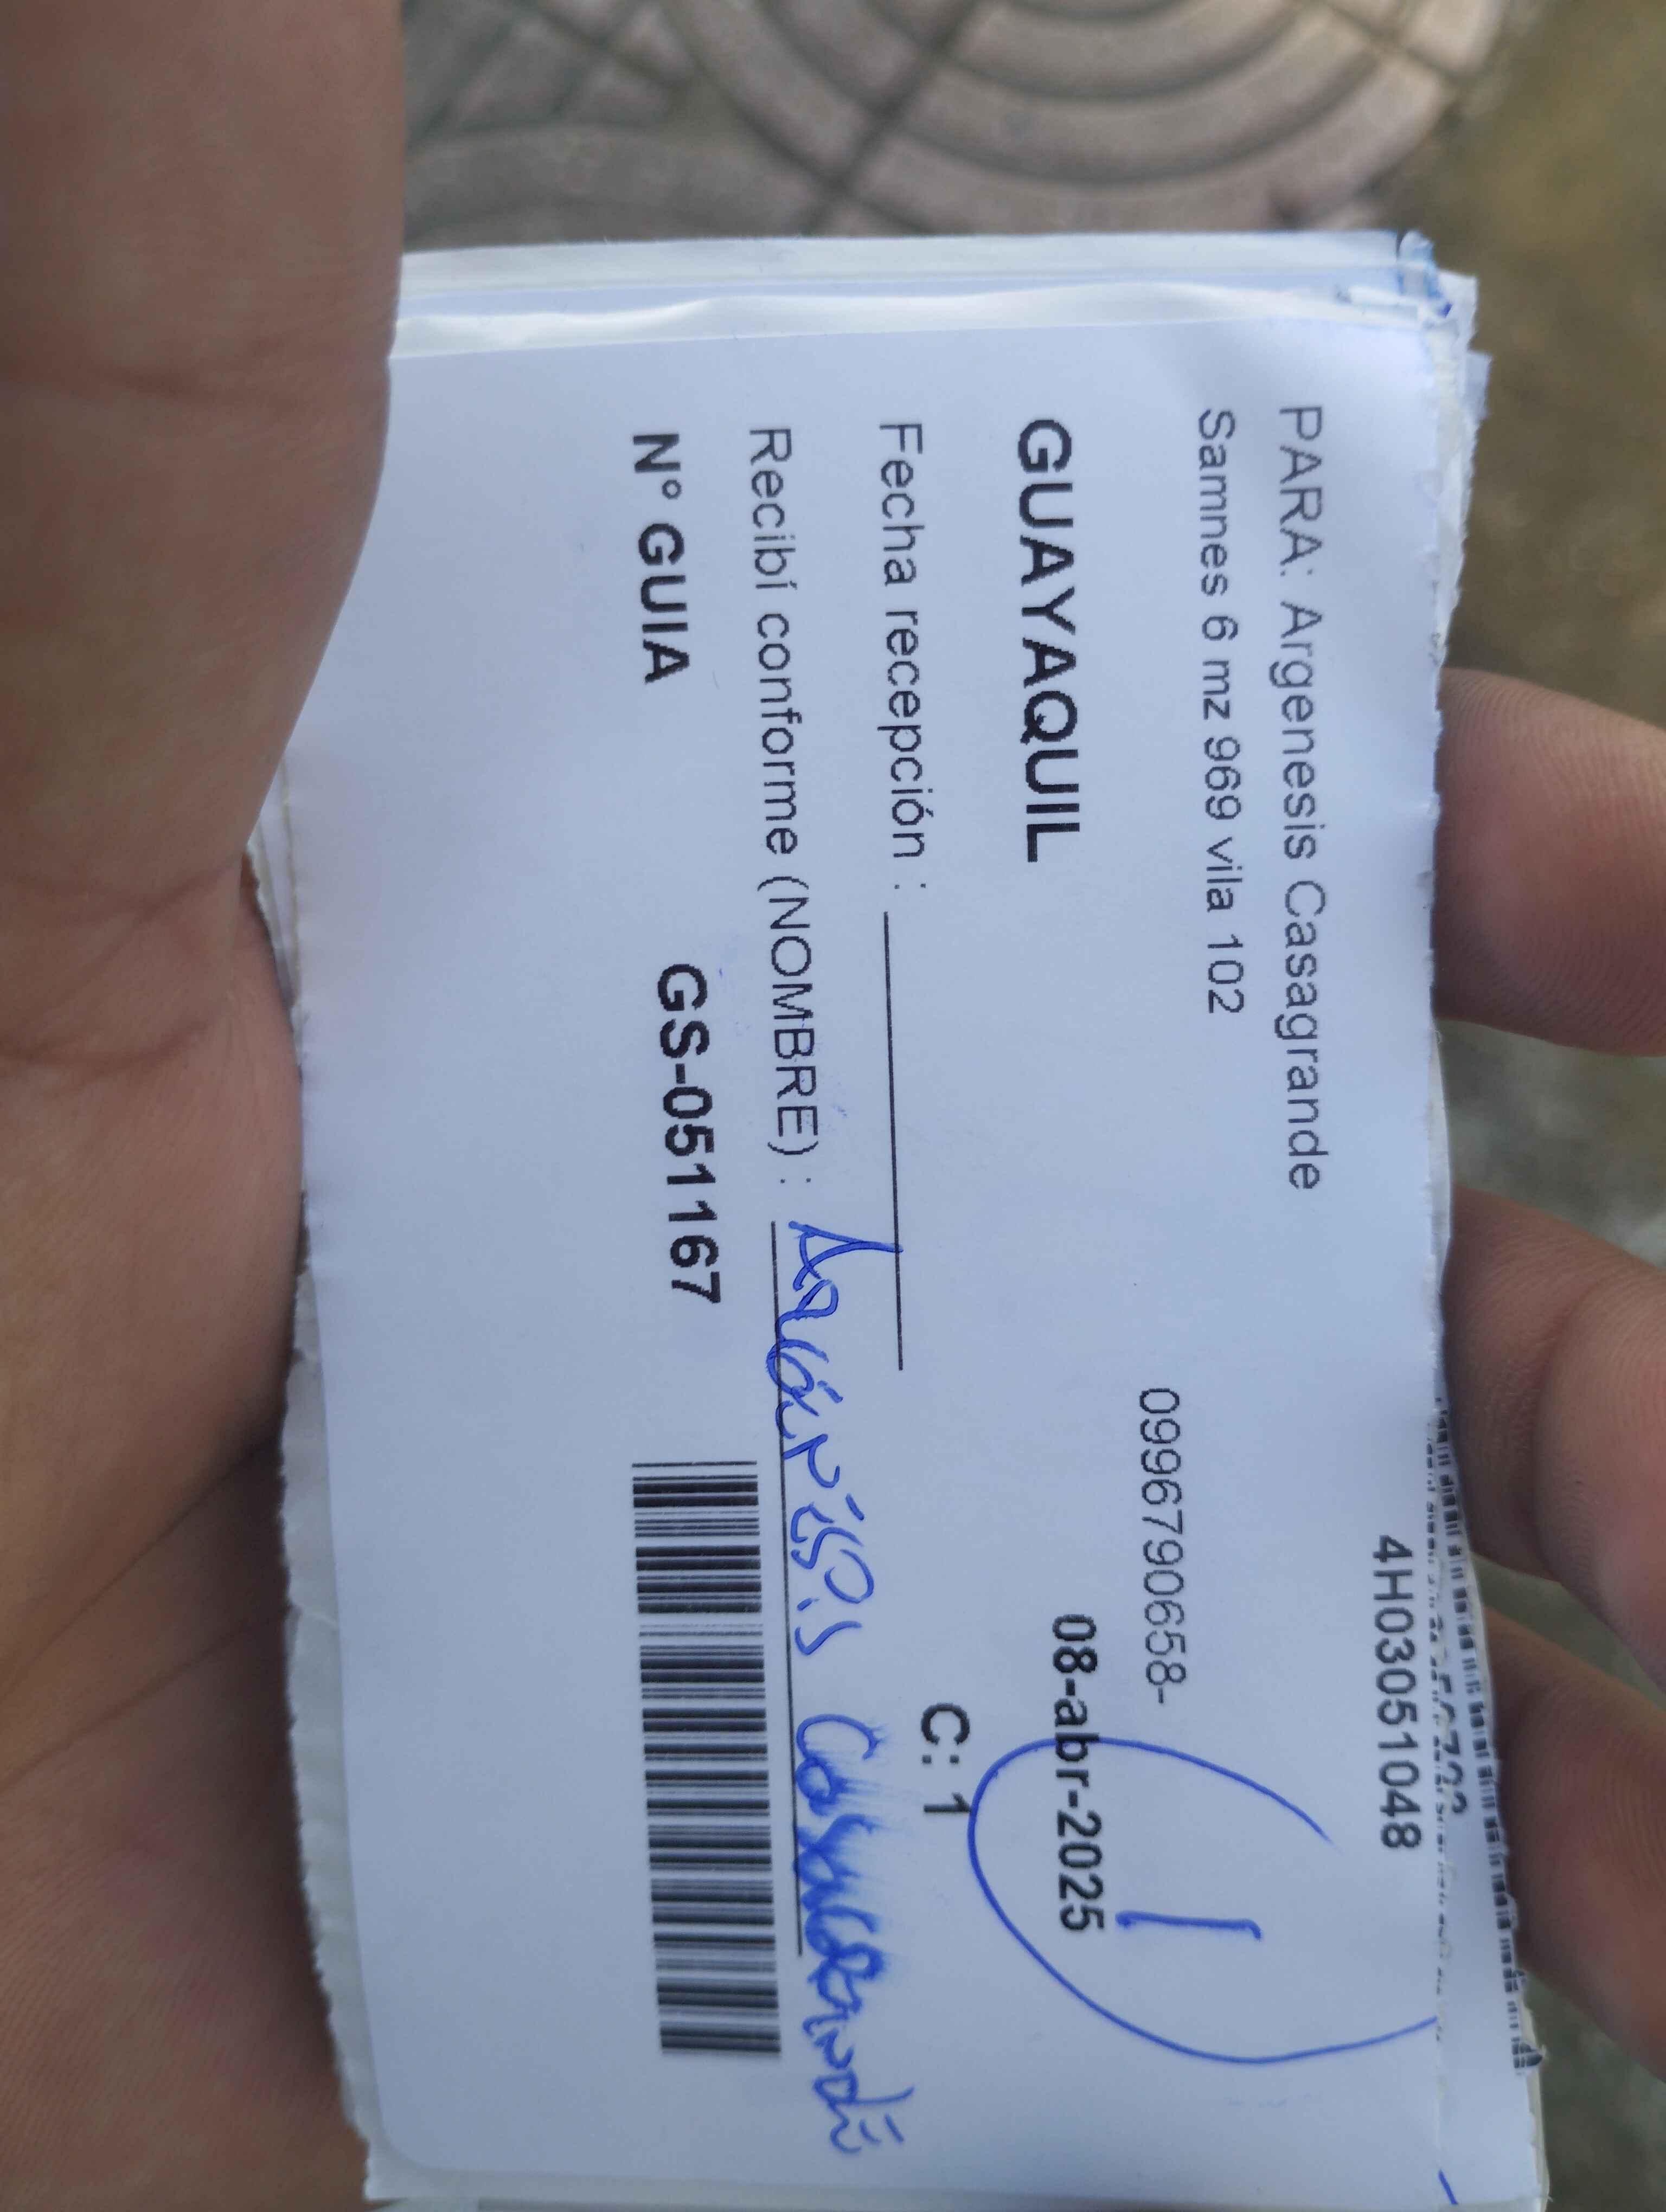 4H03051048
PARA: Argenesis Casagrande
Samnes 6 mz 969 vila 102
0996790658-
GUAYAQUIL
08-abr-2025
Fecha recepción :
C: 1
Recibí conforme (NOMBRE) :
N° GUIA GS-051167